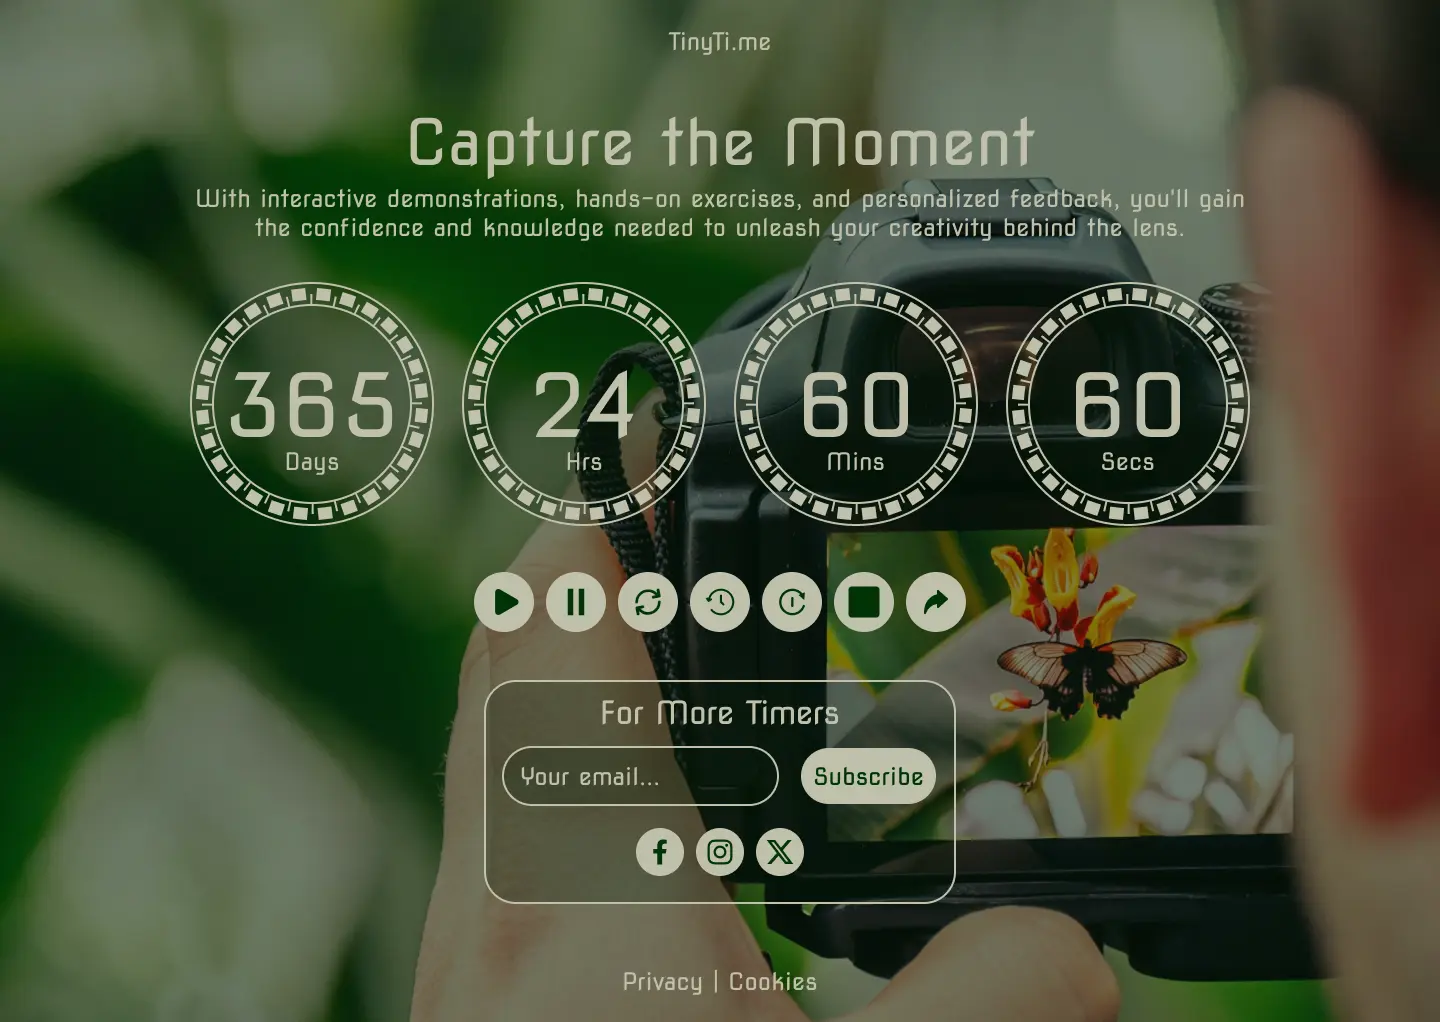 TinyTi.me
Capture the Moment
With interactive demonstrations, hands-on exercises, and personalized feedback, you'll gain
the confidence and knowledge needed to unleash your creativity behind the lens.
365 24 60 60
Days Hrs Mins Secs
For More Timers
Your email... Subscribe
Privacy | Cookies